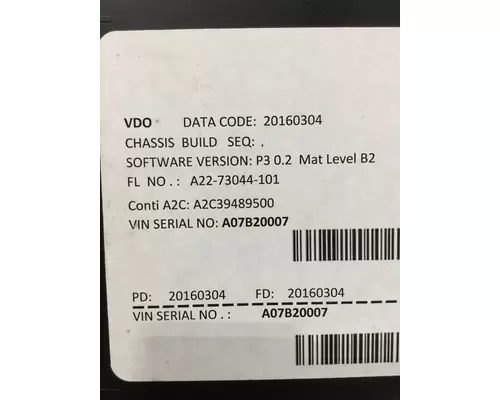 VDO DATA CODE: 20160304
CHASSIS BUILD SEQ: ,
SOFTWARE VERSION: P3 0.2 Mat Level B2
FL NO . : A22-73044-101
Conti A2C: A2C39489500
VIN SERIAL NO: A07B20007
PD: 20160304 FD: 20160304
VIN SERIAL NO . : A07B20007